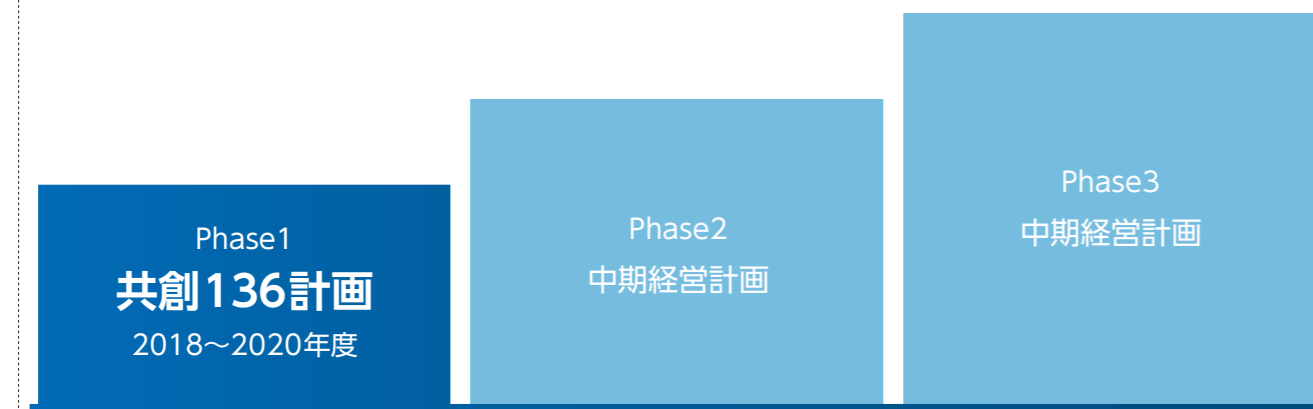 Phase1
共創136計画
2018～2020年度
Phase2
中期経営計画
Phase3
中期経営計画